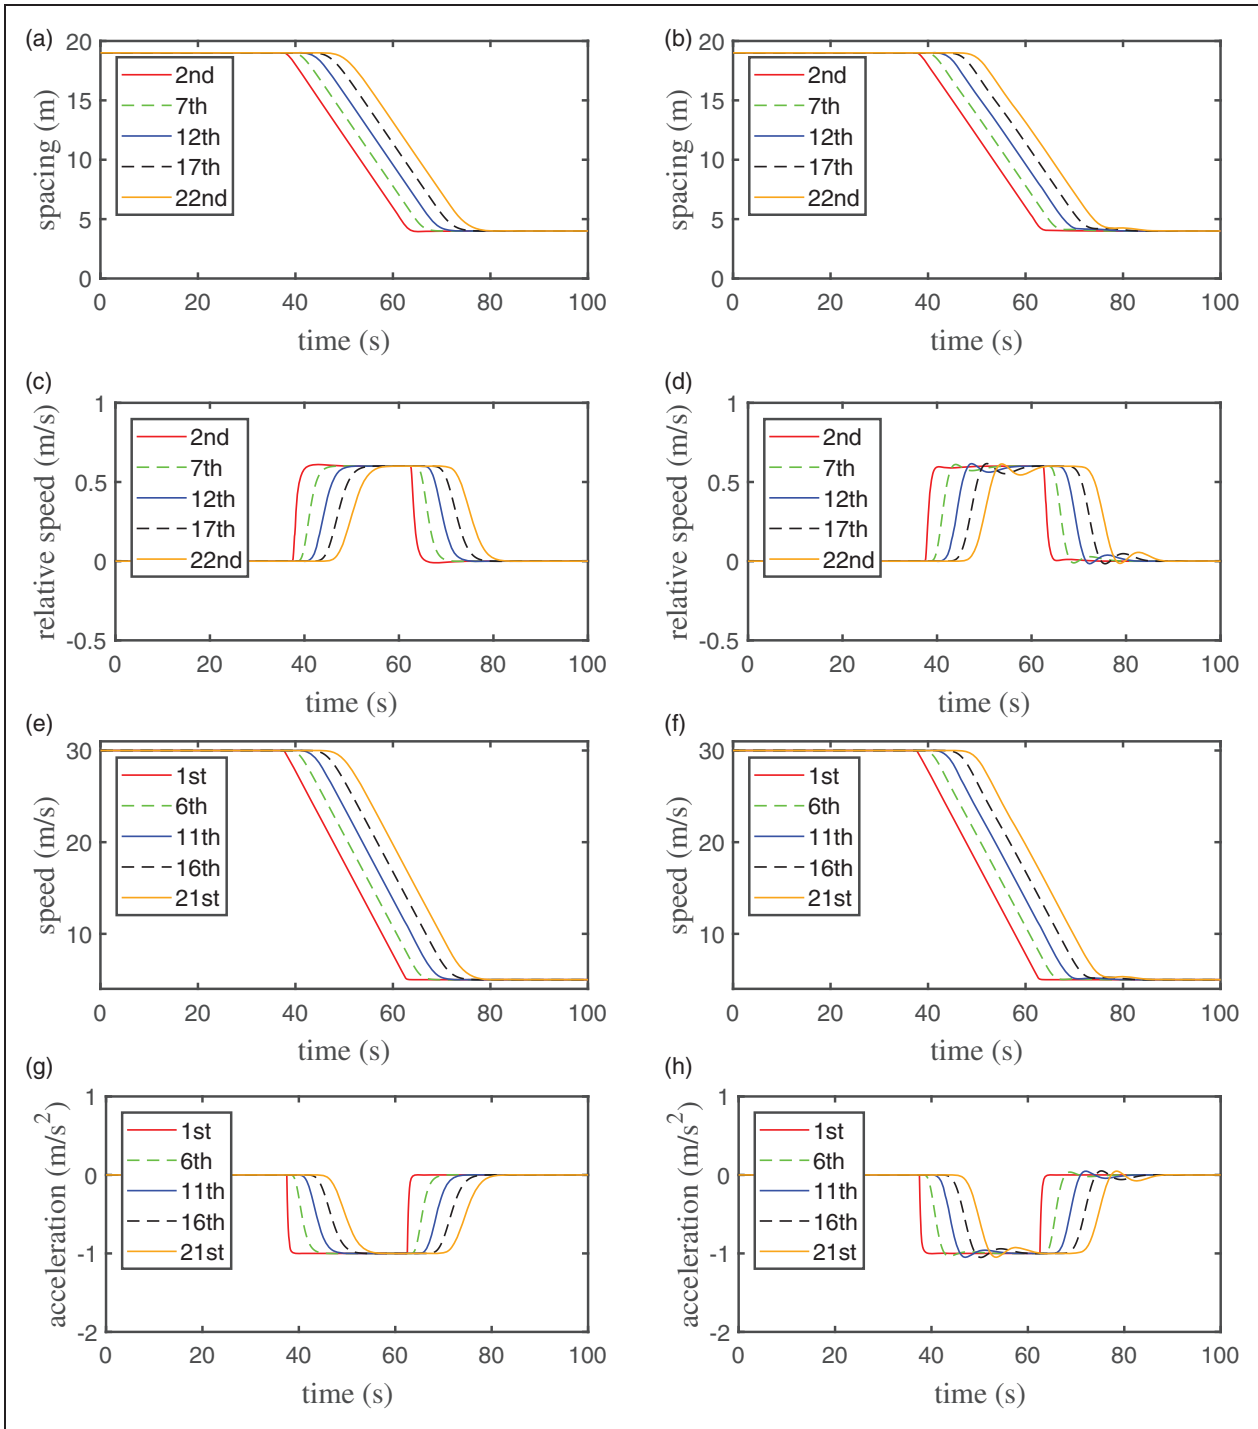 (a)
20
15
10
5
0
spacing (m)
2nd
7th
12th
17th
22nd
0 20 40 60 80 100
time (s)
(b)
20
15
10
5
0
spacing (m)
2nd
7th
12th
17th
22nd
0 20 40 60 80 100
time (s)
(c)
1
0.5
0
-0.5
relative speed (m/s)
2nd
7th
12th
17th
22nd
0 20 40 60 80 100
time (s)
(d)
1
0.5
0
-0.5
relative speed (m/s)
2nd
7th
12th
17th
22nd
0 20 40 60 80 100
time (s)
(e)
30
20
10
speed (m/s)
1st
6th
11th
16th
21st
0 20 40 60 80 100
time (s)
(f)
30
20
10
speed (m/s)
1st
6th
11th
16th
21st
0 20 40 60 80 100
time (s)
(g)
1
0
-1
-2
acceleration (m/s²)
1st
6th
11th
16th
21st
0 20 40 60 80 100
time (s)
(h)
1
0
-1
-2
acceleration (m/s²)
1st
6th
11th
16th
21st
0 20 40 60 80 100
time (s)